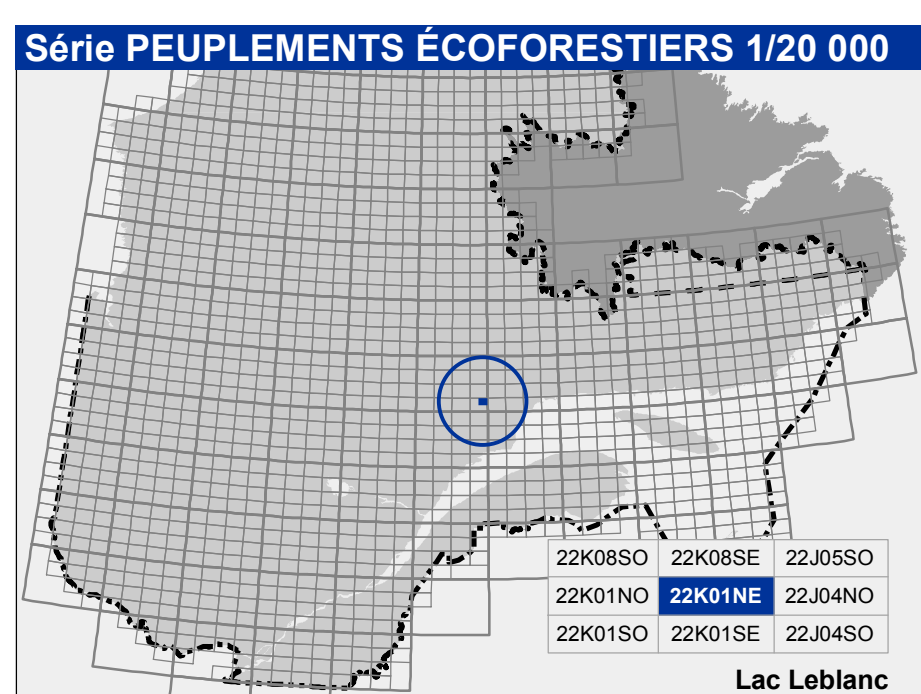 Série PEUPLEMENTS ÉCOFORESTIERS 1/20 000
22K08SO 22K08SE 22J05SO
22K01NO 22K01NE 22J04NO
22K01SO 22K01SE 22J04SO
Lac Leblanc